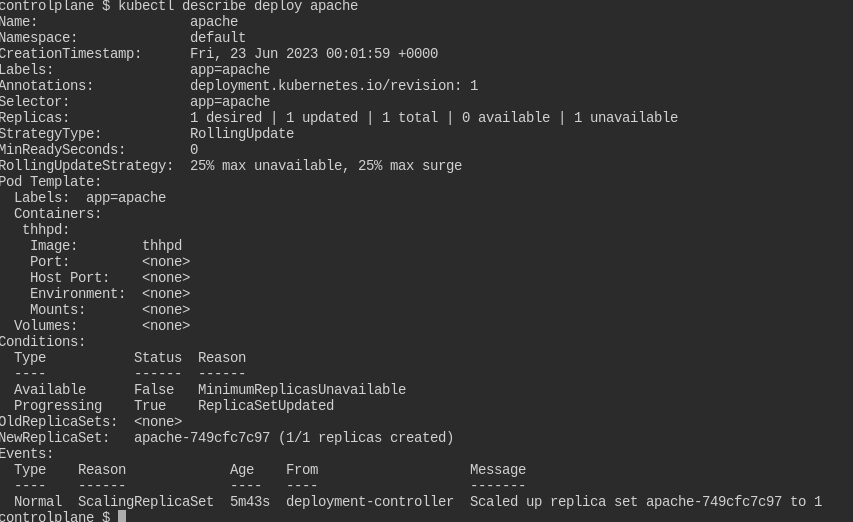 controlplane $ kubectl describe deploy apache
Name:                   apache
Namespace:              default
CreationTimestamp:      Fri, 23 Jun 2023 00:01:59 +0000
Labels:                 app=apache
Annotations:            deployment.kubernetes.io/revision: 1
Selector:               app=apache
Replicas:               1 desired | 1 updated | 1 total | 0 available | 1 unavailable
StrategyType:           RollingUpdate
MinReadySeconds:        0
RollingUpdateStrategy:  25% max unavailable, 25% max surge
Pod Template:
  Labels:  app=apache
  Containers:
   thhpd:
    Image:        thhpd
    Port:         <none>
    Host Port:    <none>
    Environment:  <none>
    Mounts:       <none>
  Volumes:        <none>
Conditions:
  Type           Status  Reason
  ----           ------  ------
  Available      False   MinimumReplicasUnavailable
  Progressing    True    ReplicaSetUpdated
OldReplicaSets:  <none>
NewReplicaSet:   apache-749cfc7c97 (1/1 replicas created)
Events:
  Type    Reason             Age    From                   Message
  ----    ------             ----   ----                   -------
  Normal  ScalingReplicaSet  5m43s  deployment-controller  Scaled up replica set apache-749cfc7c97 to 1
controlplane $